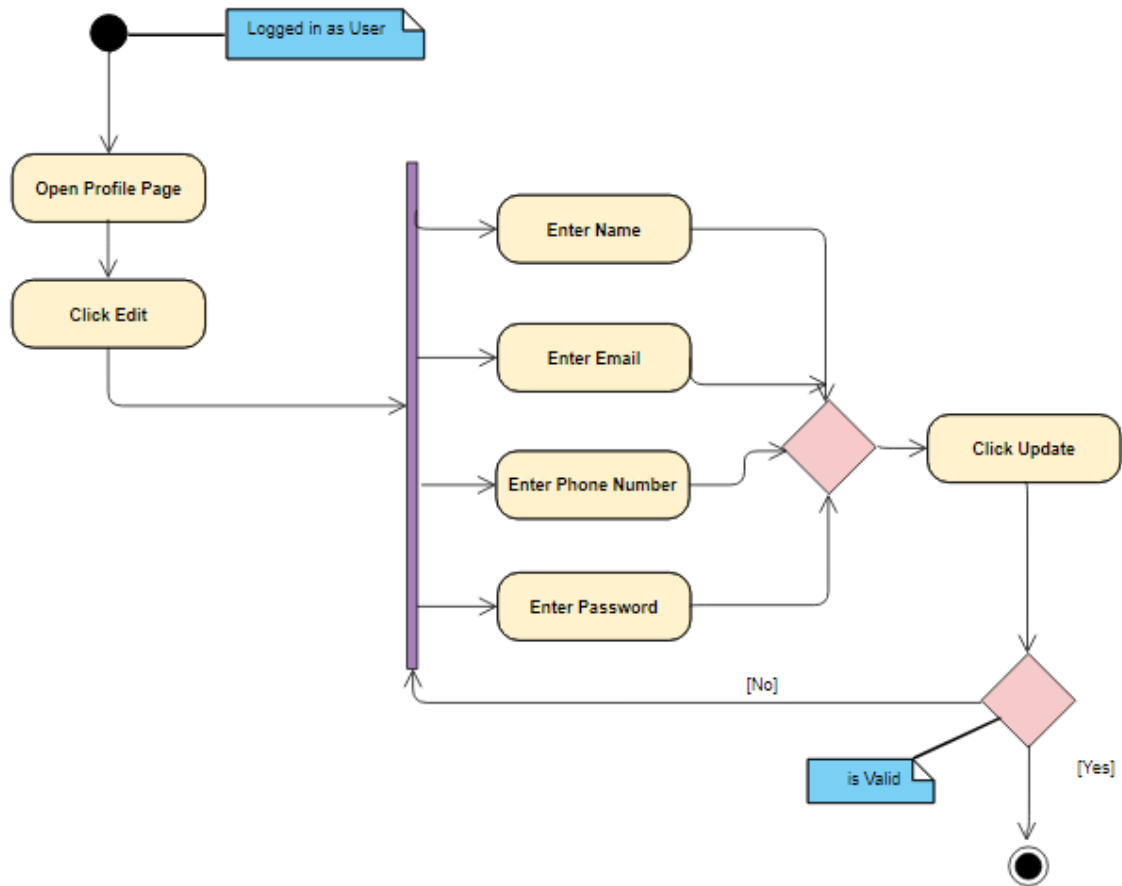 Logged in as User
Open Profile Page
Click Edit
Enter Name
Enter Email
Enter Phone Number
Enter Password
Click Update
[No]
is Valid
[Yes]